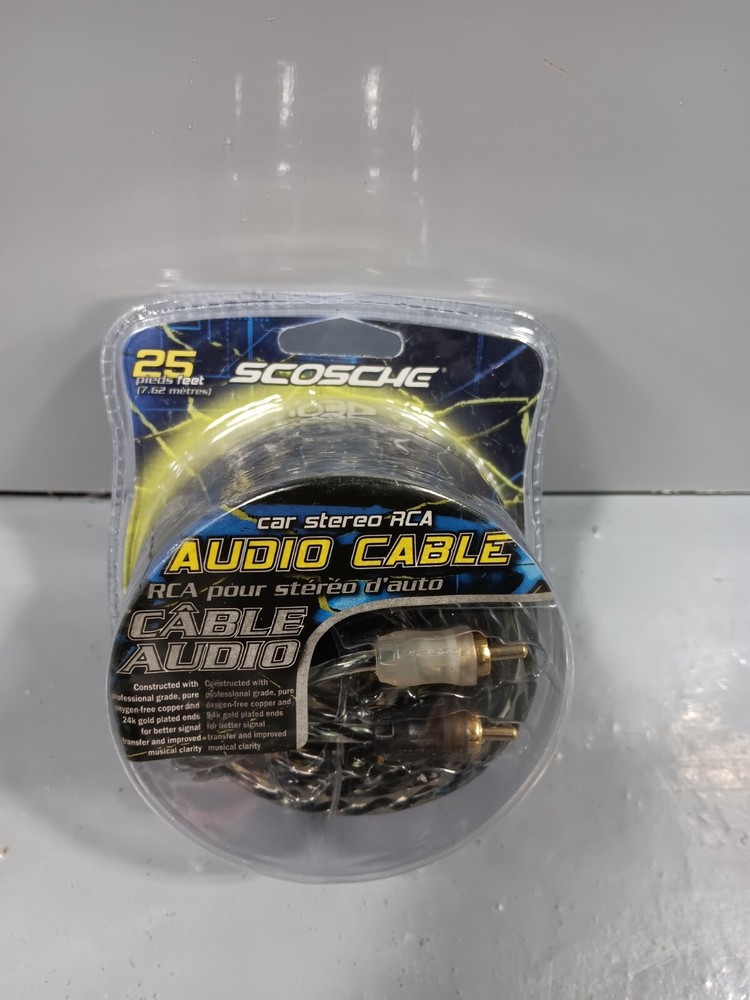 25
pieds feet
(7.62 mètres)
SCOSCHE®
car stereo RCA
AUDIO CABLE
RCA pour stéréo d'auto
CÂBLE
AUDIO
Constructed with
professional grade, pure
oxygen-free copper and
24k gold plated ends
for better signal
transfer and improved
musical clarity
Constructed with
professional grade, pure
oxygen-free copper and
24k gold plated ends
for better signal
transfer and improved
musical clarity
SCOSCHE